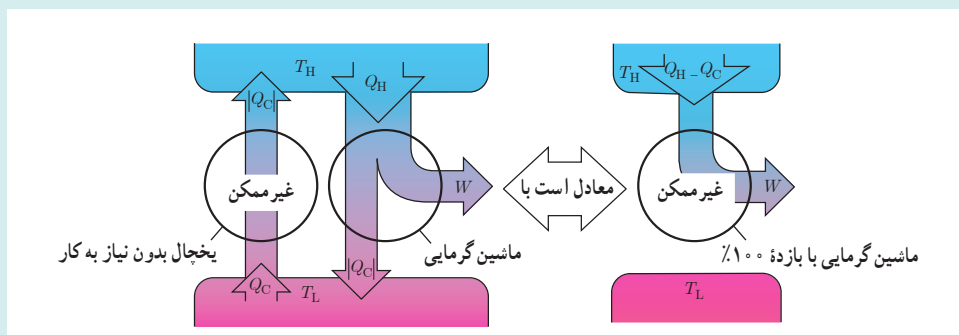 T_H
Q_H
|Q_C|
غیرممکن
W
یخچال بدون نیاز به کار
ماشین گرمایی
Q_C
T_L
|Q_C|
معادل است با
T_H
Q_H – Q_C
غیرممکن
W
ماشین گرمایی با بازدهٔ ۱۰۰٪
T_L